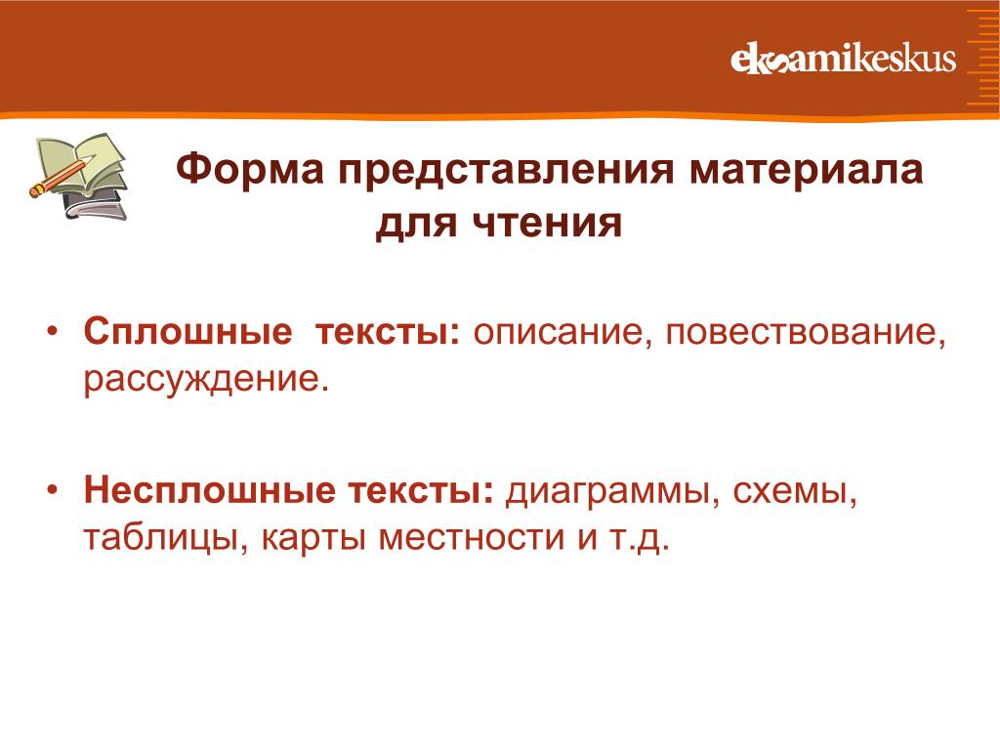 eksamikeskus
Форма представления материала
для чтения
• Сплошные тексты: описание, повествование,
рассуждение.
• Несплошные тексты: диаграммы, схемы,
таблицы, карты местности и т.д.